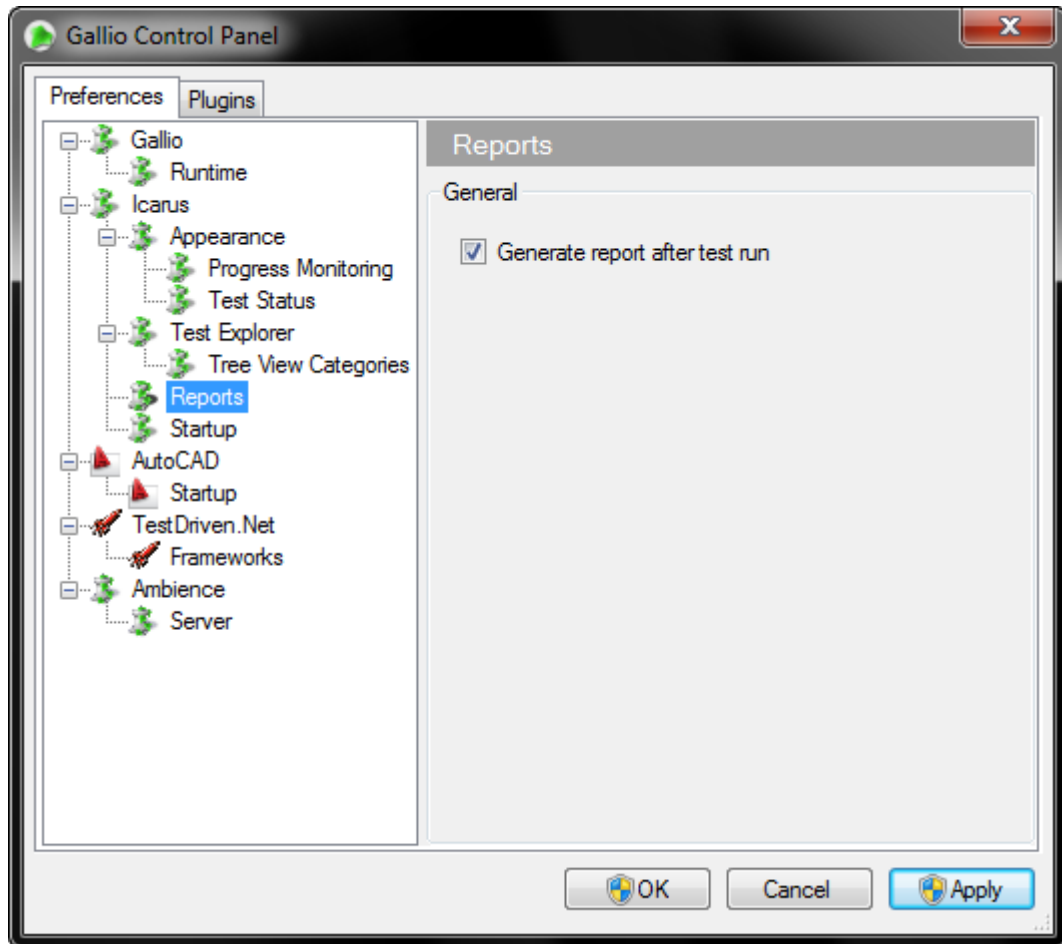 Gallio Control Panel
Preferences
Plugins
Gallio
Runtime
Icarus
Appearance
Progress Monitoring
Test Status
Test Explorer
Tree View Categories
Reports
Startup
AutoCAD
Startup
TestDriven.Net
Frameworks
Ambience
Server
Reports
General
Generate report after test run
OK
Cancel
Apply